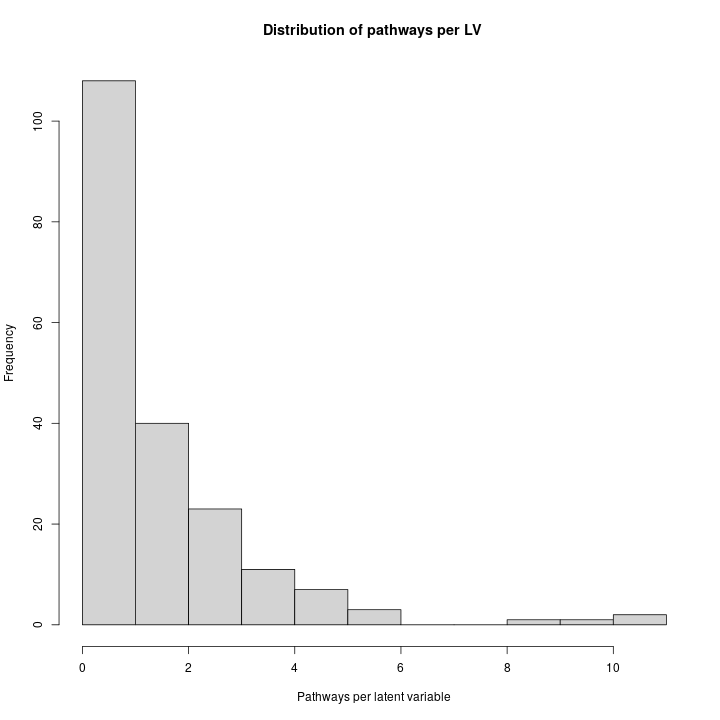 Distribution of pathways per LV
Frequency
100
80
60
40
20
0
0 2 4 6 8 10
Pathways per latent variable